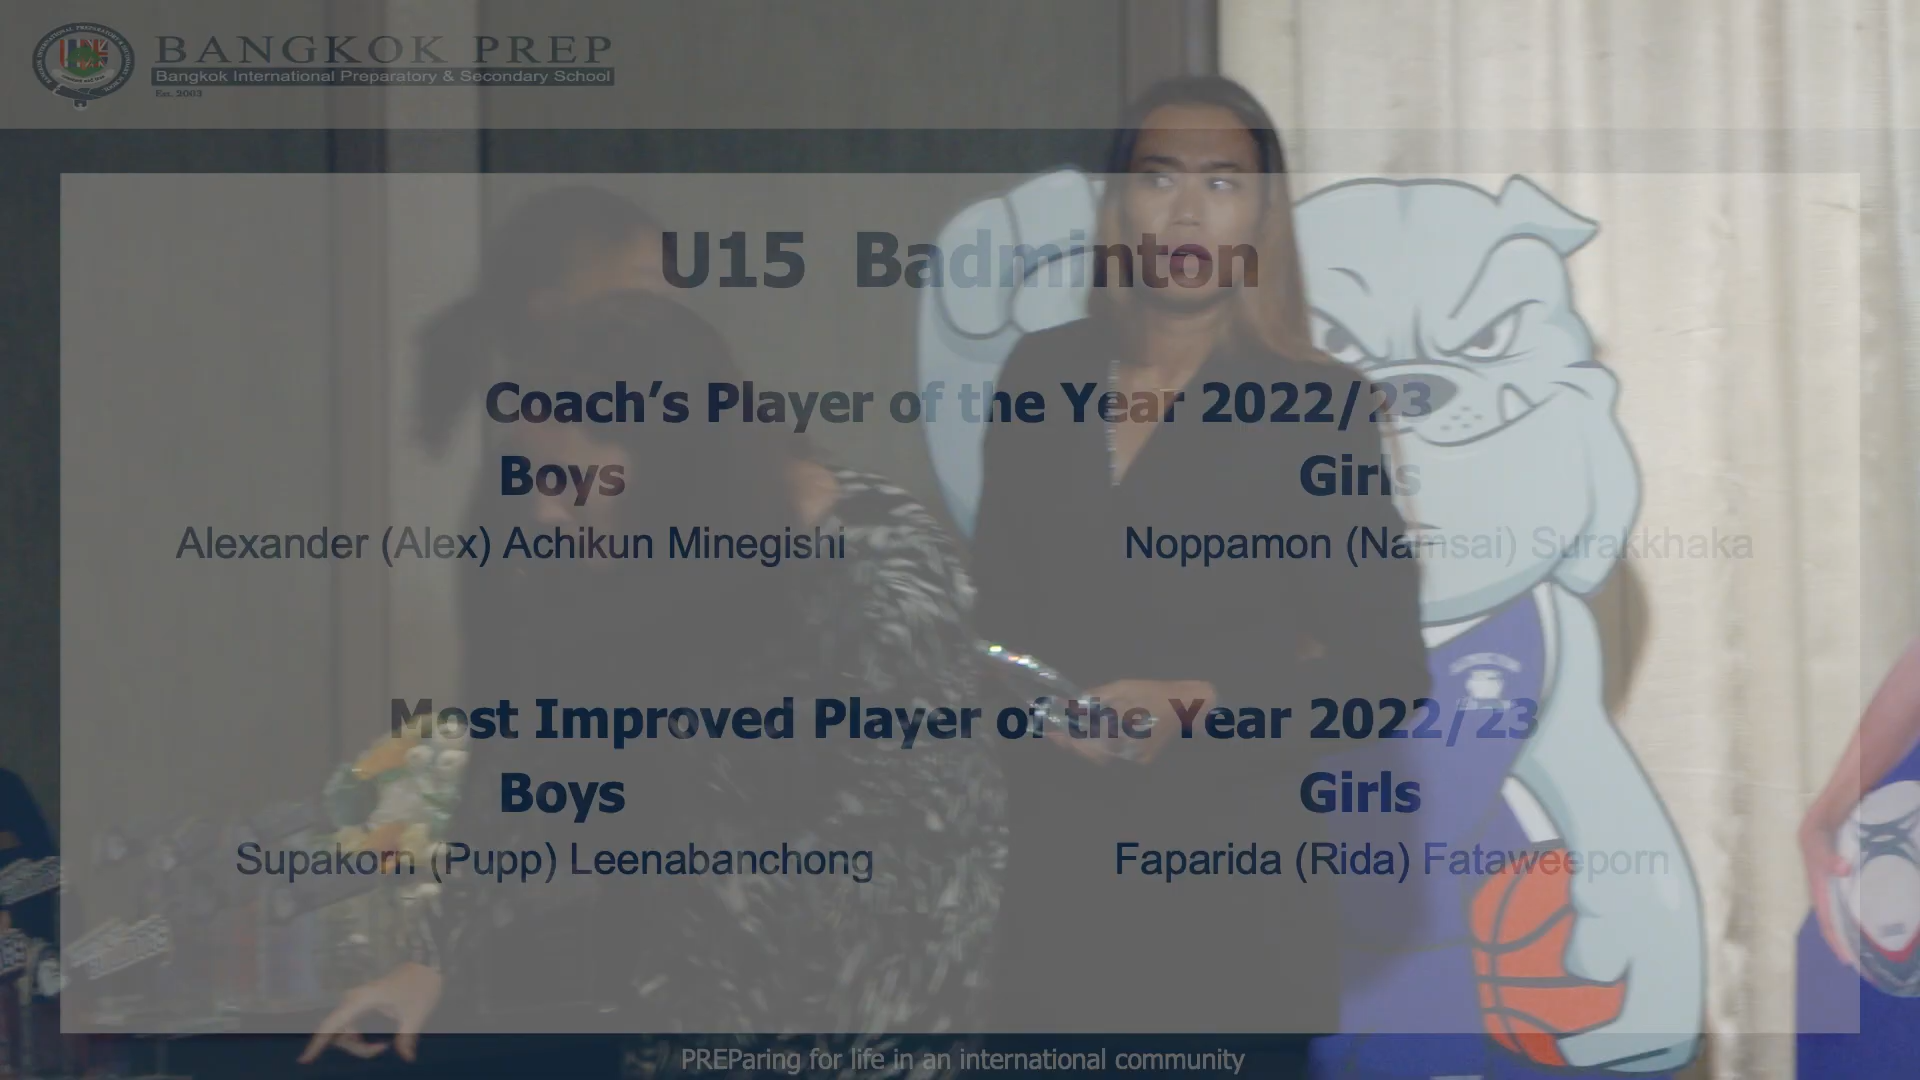 BANGKOK PREP
Bangkok International Preparatory & Secondary School
Est. 2003
U15 Badminton
Coach's Player of the Year 2022/23
Boys
Girls
Alexander (Alex) Achikun Minegishi
Noppamon (Namsai) Surakkhaka
Most Improved Player of the Year 2022/23
Boys
Girls
Supakorn (Pupp) Leenabanchong
Faparida (Rida) Fataweeporn
PREParing for life in an international community